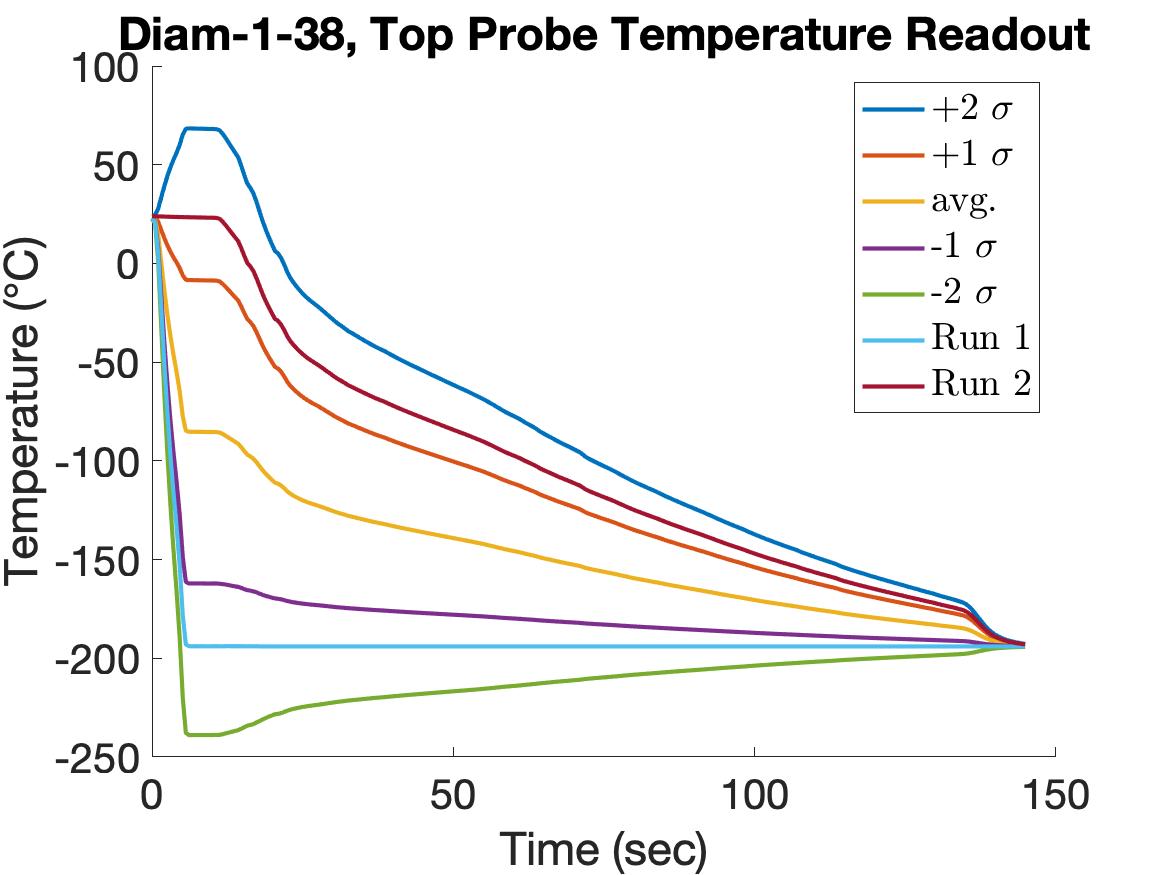 Diam-1-38, Top Probe Temperature Readout
100
50
0
-50
-100
-150
-200
-250
Temperature (°C)
+2 σ
+1 σ
avg.
-1 σ
-2 σ
Run 1
Run 2
0 50 100 150
Time (sec)